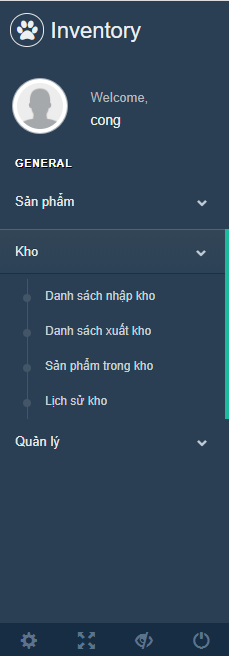 Inventory
Welcome,
cong
GENERAL
Sản phẩm
Kho
Danh sách nhập kho
Danh sách xuất kho
Sản phẩm trong kho
Lịch sử kho
Quản lý